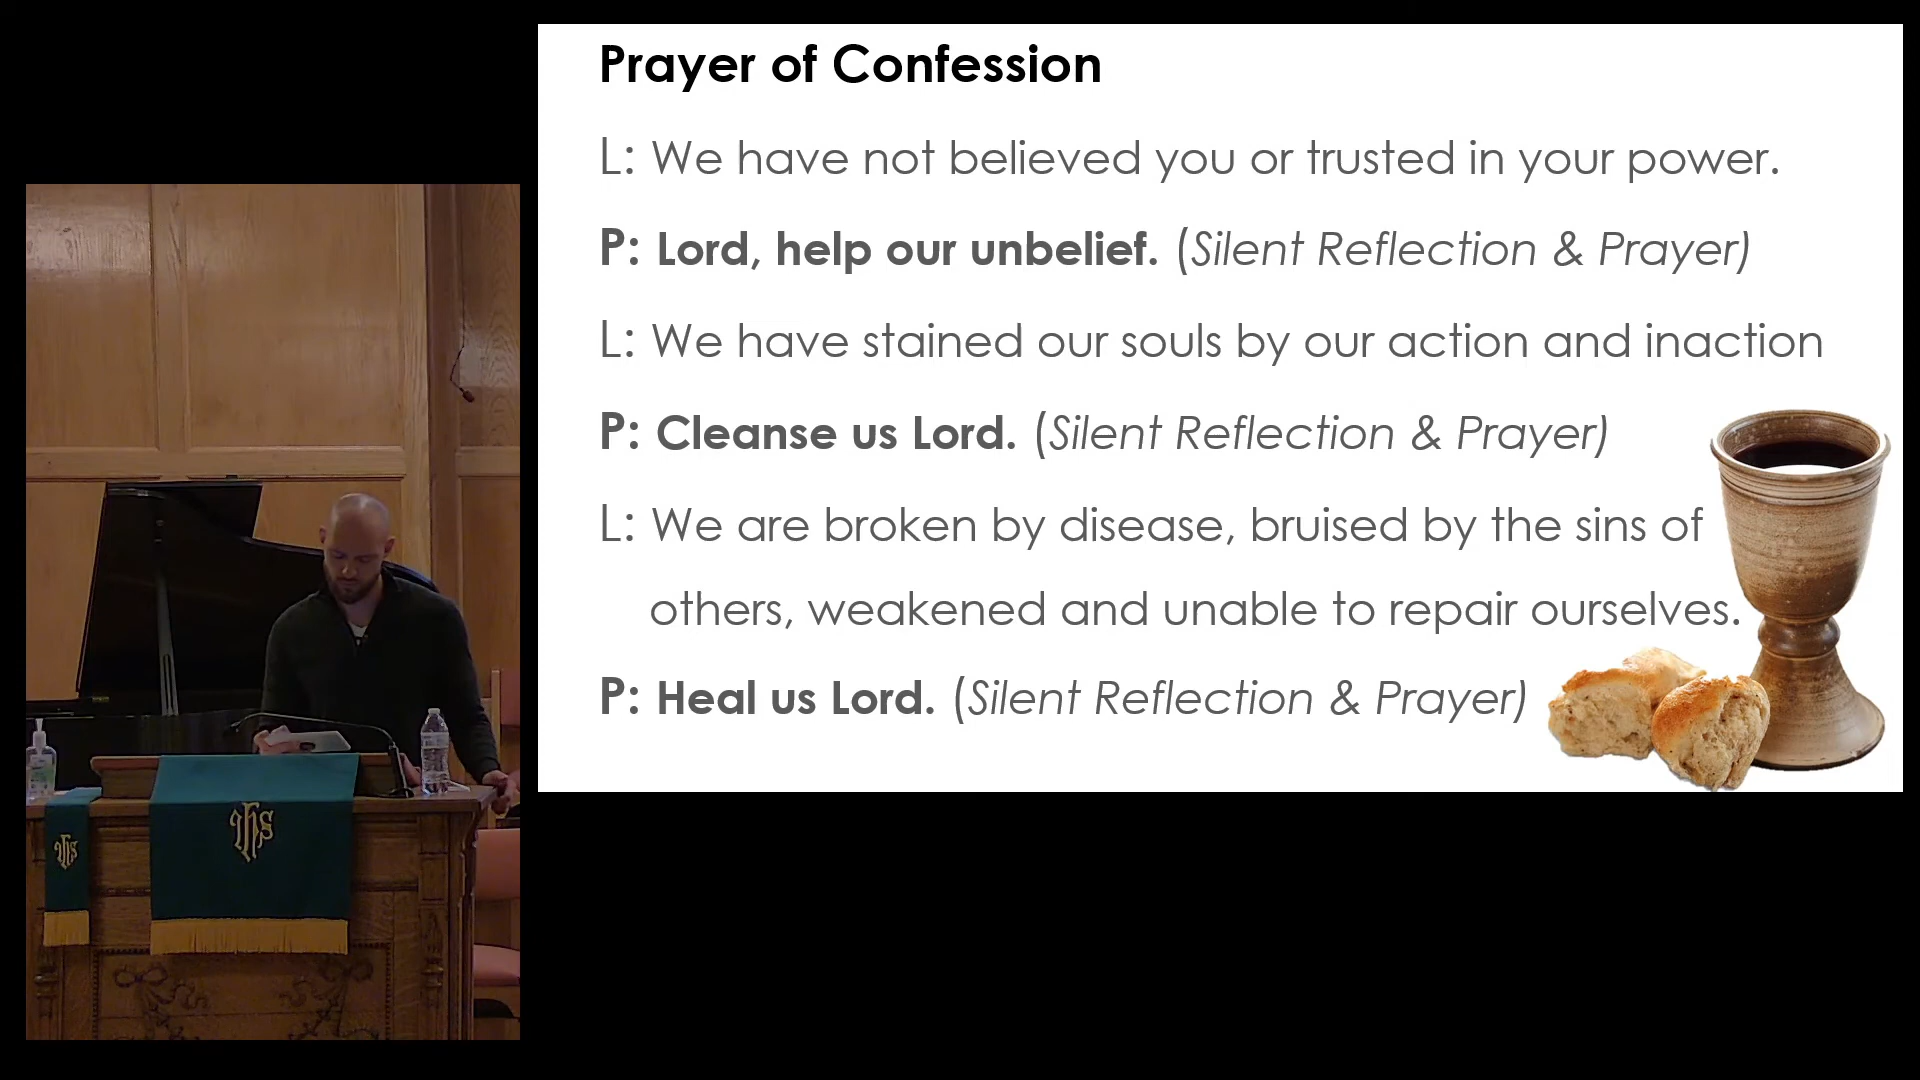 Prayer of Confession
L: We have not believed you or trusted in your power.
P: Lord, help our unbelief. (Silent Reflection & Prayer)
L: We have stained our souls by our action and inaction
P: Cleanse us Lord. (Silent Reflection & Prayer)
L: We are broken by disease, bruised by the sins of
others, weakened and unable to repair ourselves.
P: Heal us Lord. (Silent Reflection & Prayer)
IHS
IHS